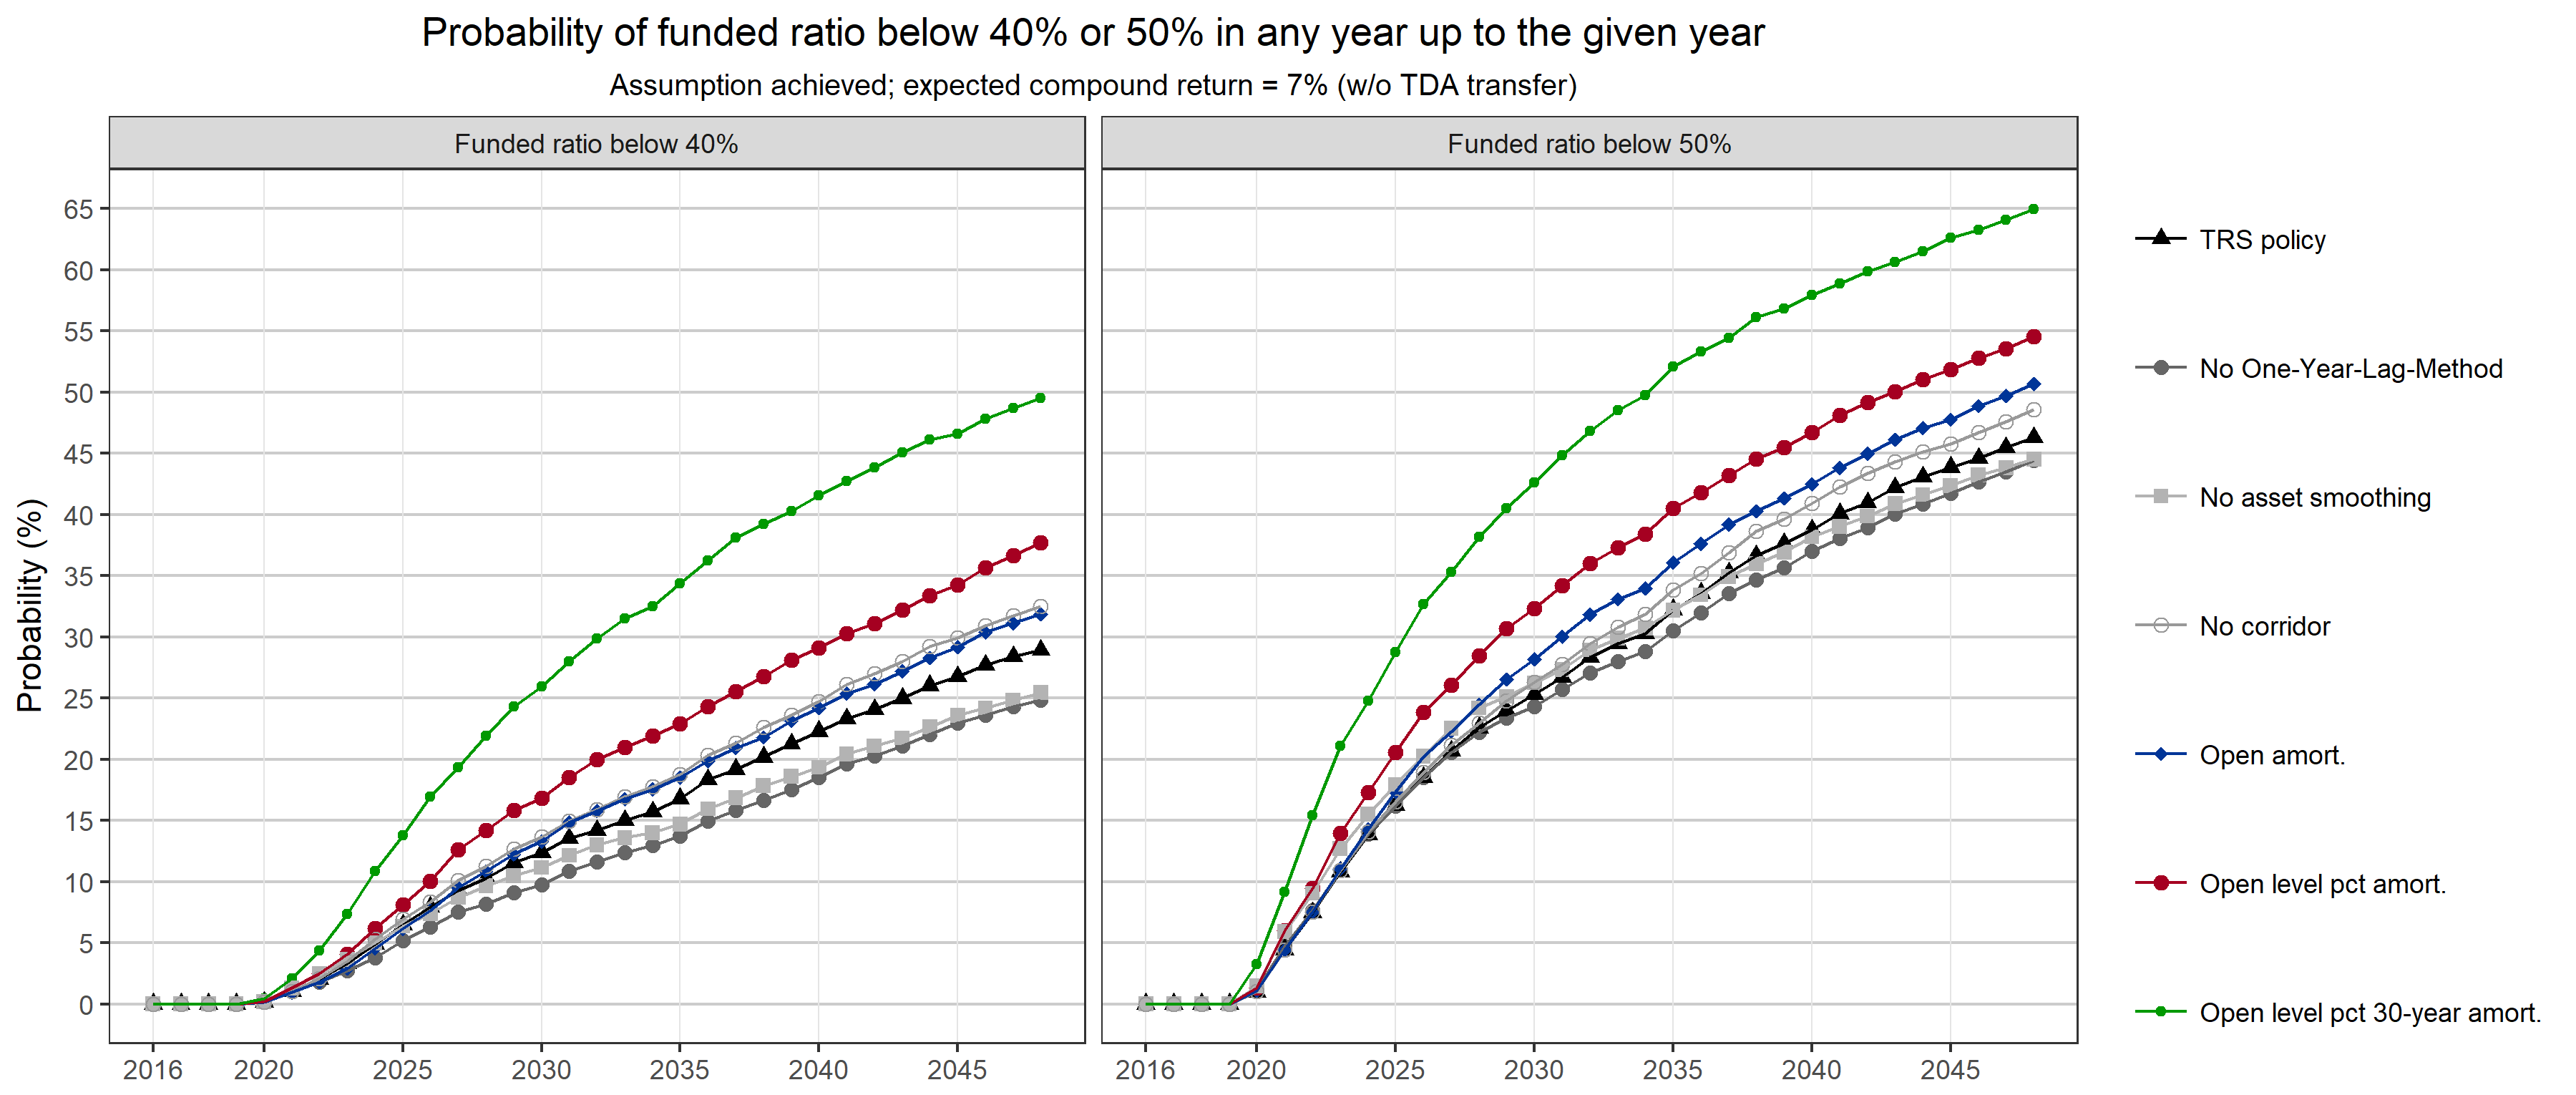 Probability of funded ratio below 40% or 50% in any year up to the given year
Assumption achieved; expected compound return = 7% (w/o TDA transfer)
Funded ratio below 40%
Funded ratio below 50%
Probability (%)
65
60
55
50
45
40
35
30
25
20
15
10
5
0
2016 2020 2025 2030 2035 2040 2045
2016 2020 2025 2030 2035 2040 2045
TRS policy
No One-Year-Lag-Method
No asset smoothing
No corridor
Open amort.
Open level pct amort.
Open level pct 30-year amort.